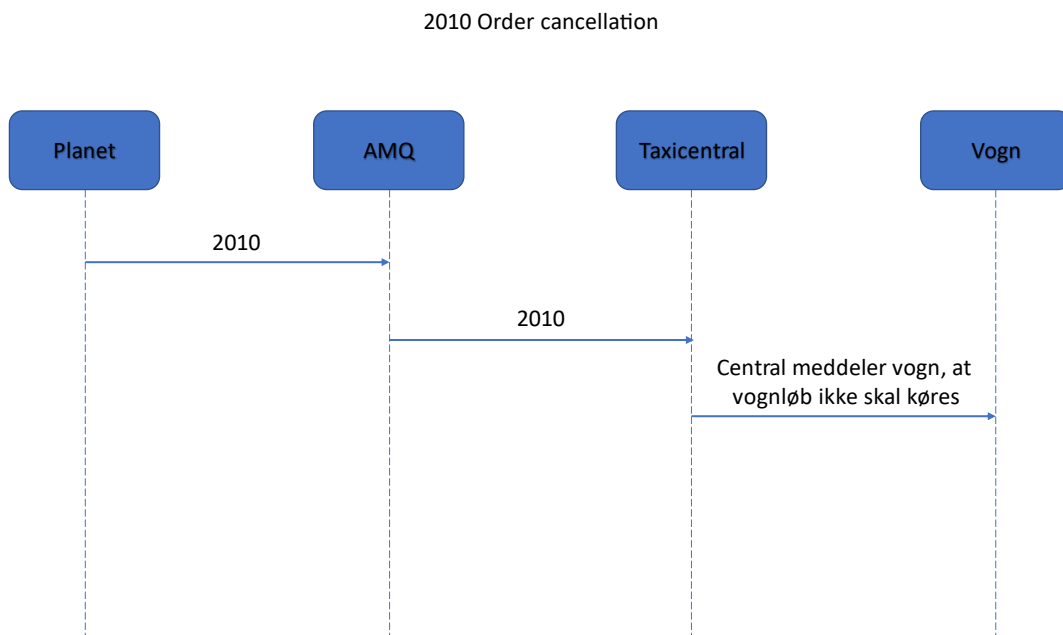 2010 Order cancellation
Planet
AMQ
Taxicentral
Vogn
2010
2010
Central meddeler vogn, at
vognløb ikke skal køres